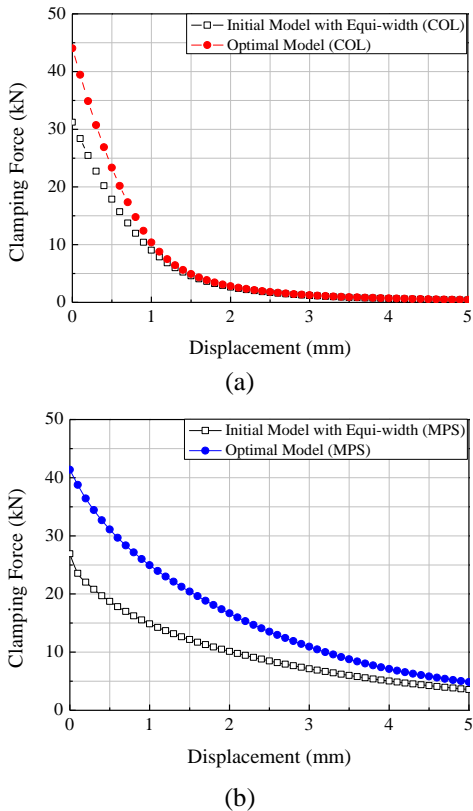 50
40
30
20
10
0
Clamping Force (kN)
Initial Model with Equi-width (COL)
Optimal Model (COL)
0 1 2 3 4 5
Displacement (mm)
(a)
50
40
30
20
10
0
Clamping Force (kN)
Initial Model with Equi-width (MPS)
Optimal Model (MPS)
0 1 2 3 4 5
Displacement (mm)
(b)